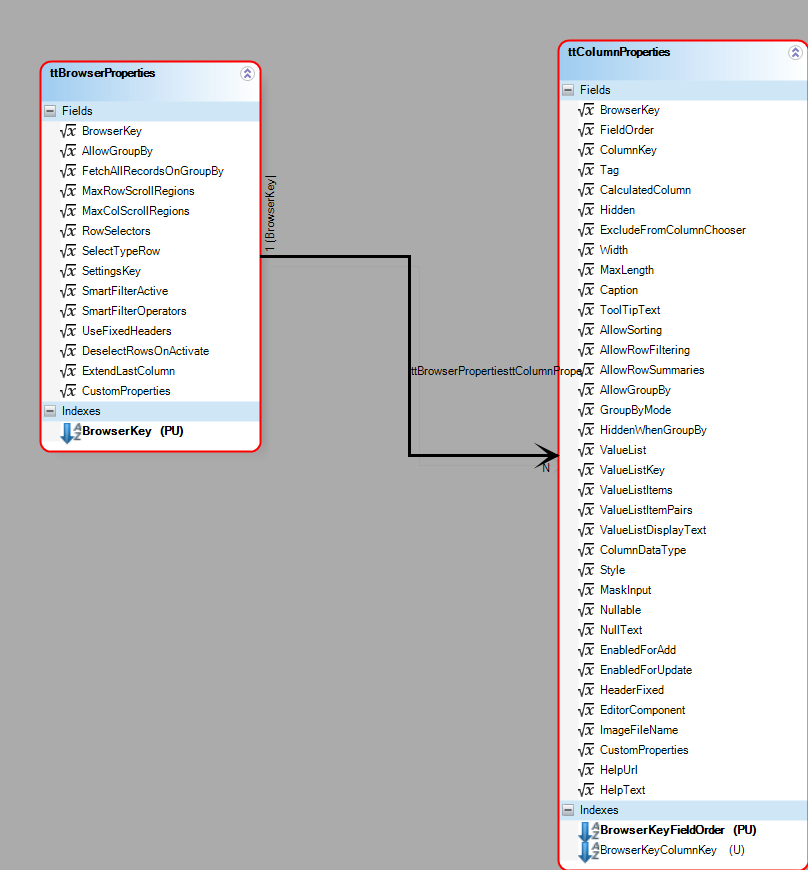 ttBrowserProperties
Fields
BrowserKey
AllowGroupBy
FetchAllRecordsOnGroupBy
MaxRowScrollRegions
MaxColScrollRegions
RowSelectors
SelectTypeRow
SettingsKey
SmartFilterActive
SmartFilterOperators
UseFixedHeaders
DeselectRowsOnActivate
ExtendLastColumn
CustomProperties
Indexes
BrowserKey (PU)
1 (BrowserKey)
ttBrowserPropertiesttColumnPrope
N
ttColumnProperties
Fields
BrowserKey
FieldOrder
ColumnKey
Tag
CalculatedColumn
Hidden
ExcludeFromColumnChooser
Width
MaxLength
Caption
ToolTipText
AllowSorting
AllowRowFiltering
AllowRowSummaries
AllowGroupBy
GroupByMode
HiddenWhenGroupBy
ValueList
ValueListKey
ValueListItems
ValueListItemPairs
ValueListDisplayText
ColumnDataType
Style
MaskInput
Nullable
NullText
EnabledForAdd
EnabledForUpdate
HeaderFixed
EditorComponent
ImageFileName
CustomProperties
HelpUrl
HelpText
Indexes
BrowserKeyFieldOrder (PU)
BrowserKeyColumnKey (U)